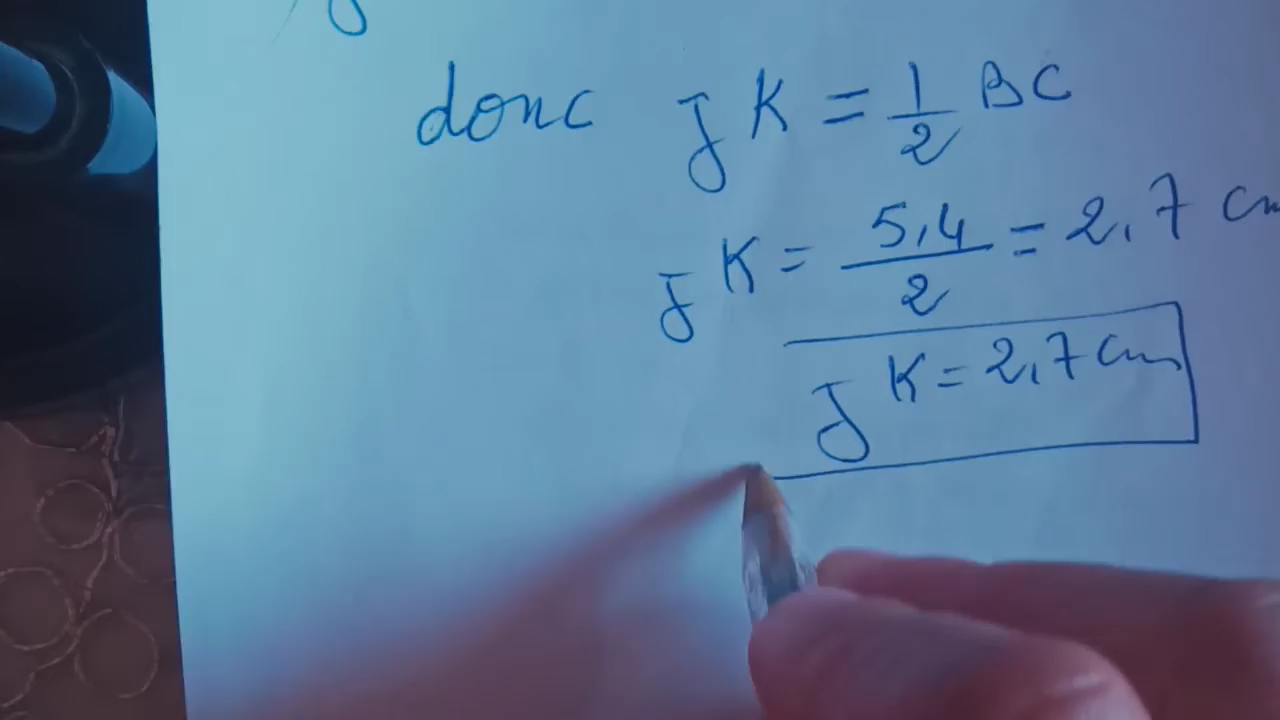 donc JK = 1/2 BC
JK = 5,4/2 = 2,7 cm
JK = 2,7 cm